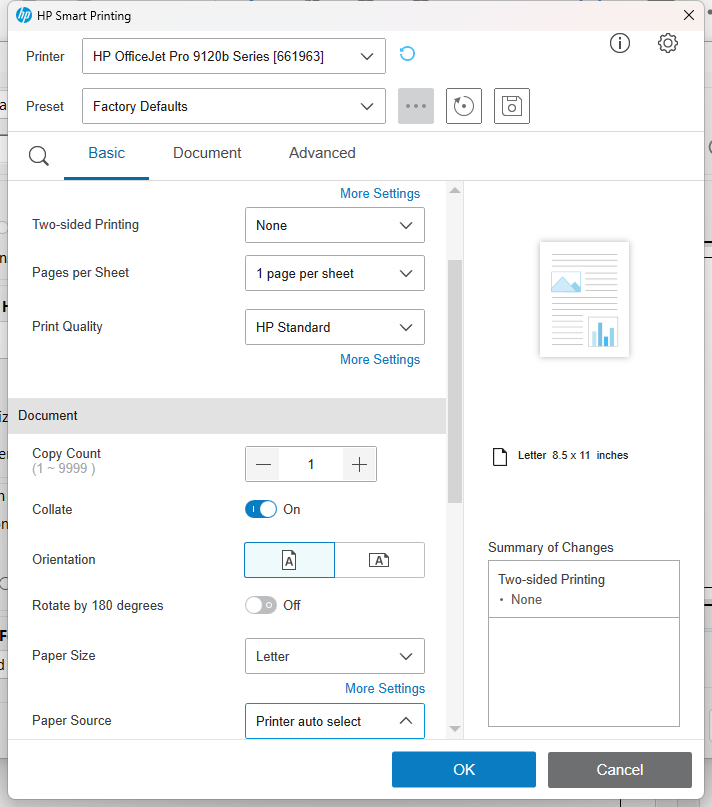 hp HP Smart Printing
Printer HP OfficeJet Pro 9120b Series [661963]
Preset Factory Defaults
Basic Document Advanced
More Settings
Two-sided Printing None
Pages per Sheet 1 page per sheet
Print Quality HP Standard
More Settings
Document
Copy Count 1
(1 ~ 9999 )
Letter 8.5 x 11 inches
Collate On
Orientation A A
Summary of Changes
Two-sided Printing
• None
Rotate by 180 degrees Off
Paper Size Letter
More Settings
Paper Source Printer auto select
OK Cancel